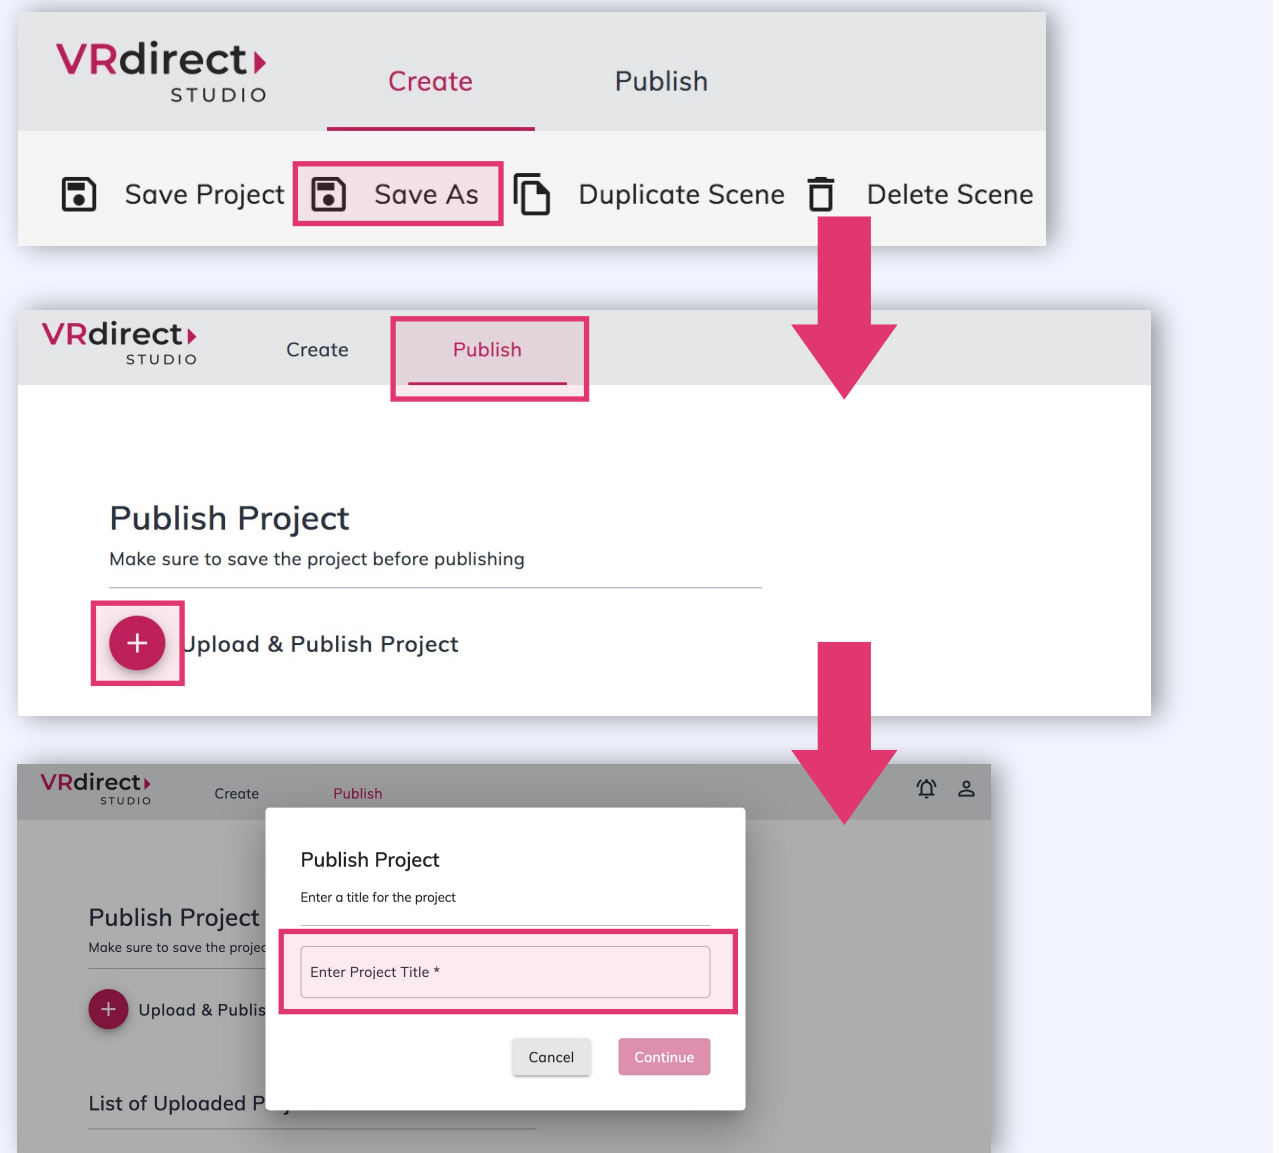 VRdirect
STUDIO
Create
Publish
Save Project
Save As
Duplicate Scene
Delete Scene
VRdirect
STUDIO
Create
Publish
Publish Project
Make sure to save the project before publishing
Upload & Publish Project
VRdirect
STUDIO
Create
Publish
Publish Project
Enter a title for the project
Enter Project Title *
Cancel
Continue
Publish Project
Make sure to save the projec
Upload & Publis
List of Uploaded P